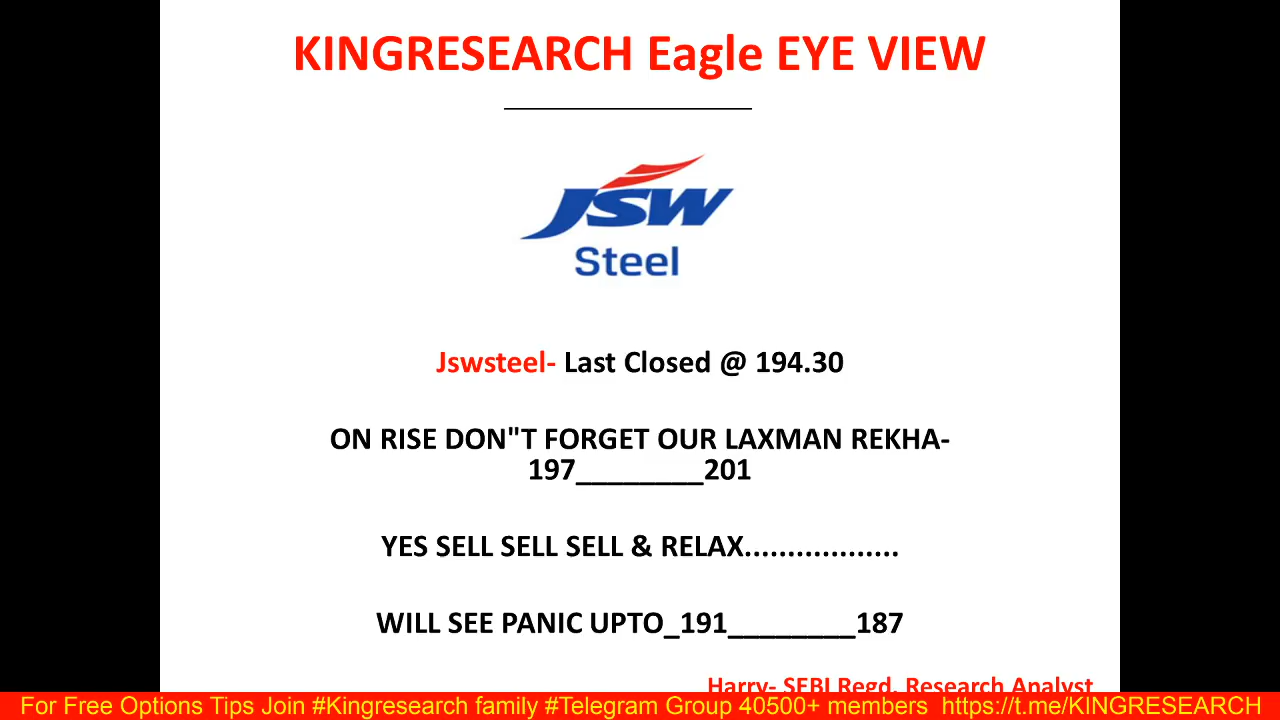 KINGRESEARCH Eagle EYE VIEW
JSW
Steel
Jswsteel- Last Closed @ 194.30
ON RISE DON"T FORGET OUR LAXMAN REKHA-
197________201
YES SELL SELL SELL & RELAX..................
WILL SEE PANIC UPTO_191________187
Harry- SEBI Regd. Research Analyst
For Free Options Tips Join #Kingresearch family #Telegram Group 40500+ members https://t.me/KINGRESEARCH